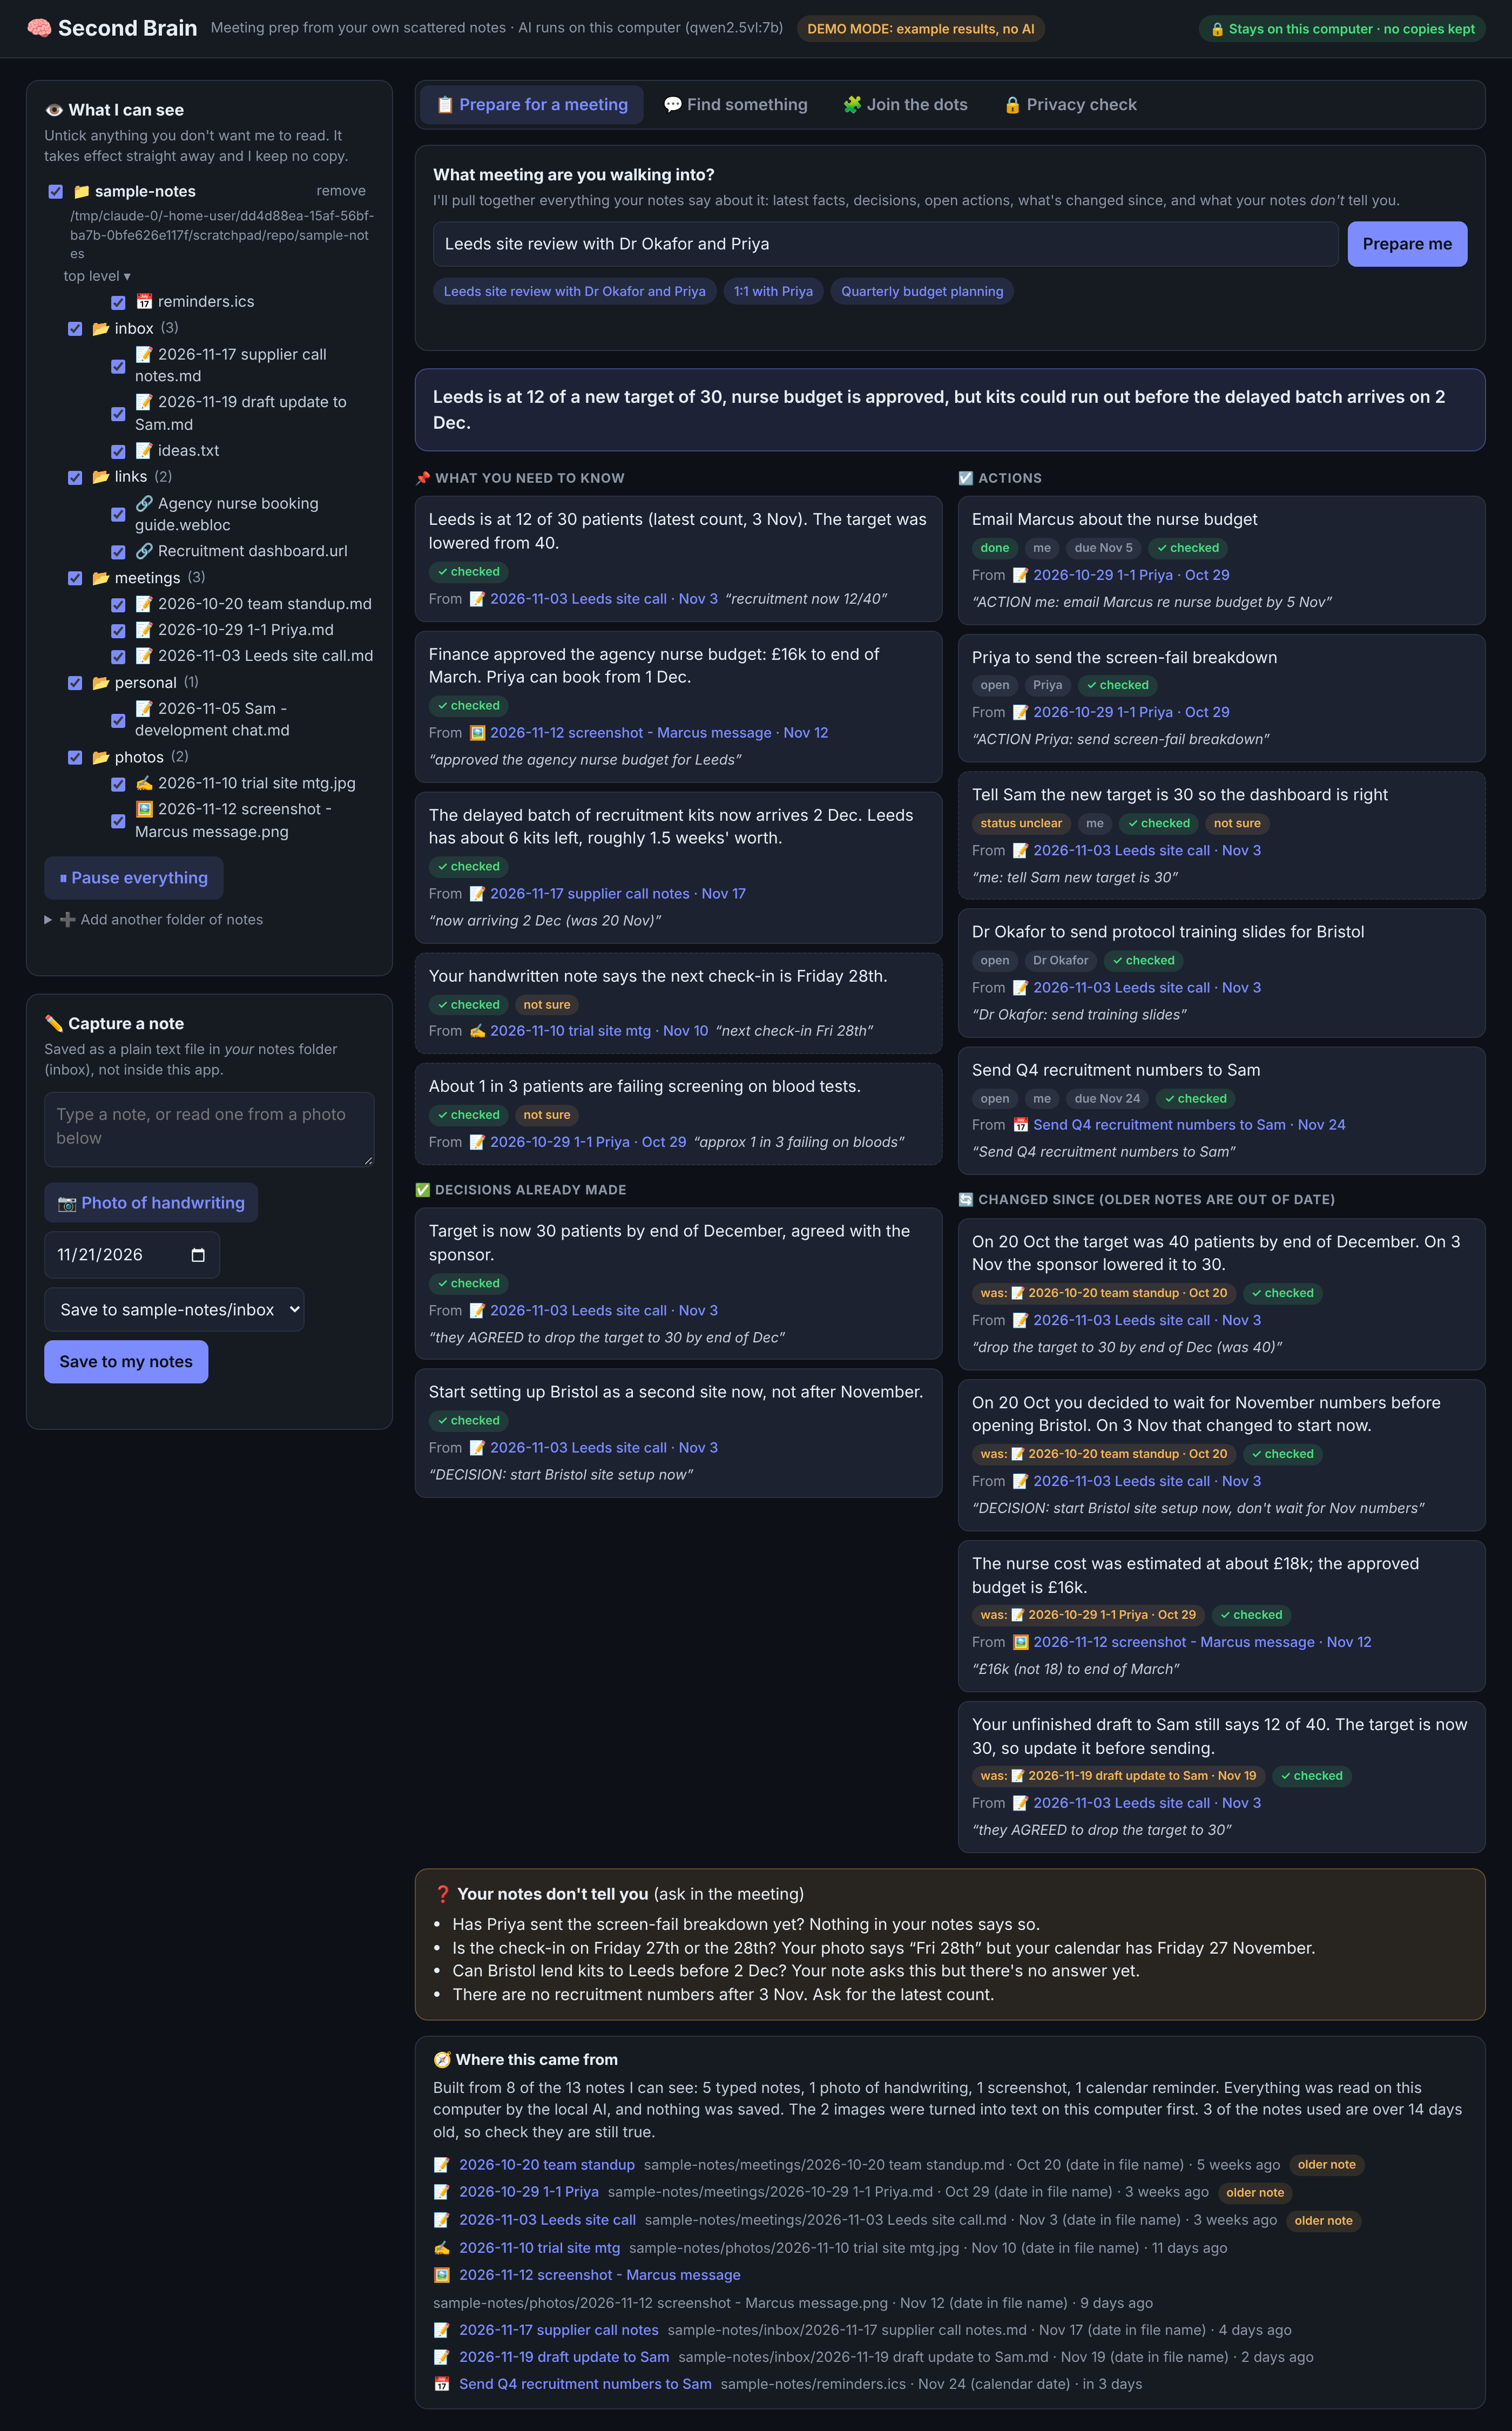 🧠 Second Brain Meeting prep from your own scattered notes · AI runs on this computer (qwen2.5vl:7b) DEMO MODE: example results, no AI 🔒 Stays on this computer · no copies kept
👁️ What I can see
Untick anything you don't want me to read. It
takes effect straight away and I keep no copy.
📁 sample-notes remove
/tmp/claude-0/-home-user/dd4d88ea-15af-56bf-
ba7b-0bfe626e117f/scratchpad/repo/sample-not
es
top level ▾
📅 reminders.ics
📂 inbox (3)
📝 2026-11-17 supplier call
notes.md
📝 2026-11-19 draft update to
Sam.md
📝 ideas.txt
📂 links (2)
🔗 Agency nurse booking
guide.webloc
🔗 Recruitment dashboard.url
📂 meetings (3)
📝 2026-10-20 team standup.md
📝 2026-10-29 1-1 Priya.md
📝 2026-11-03 Leeds site call.md
📂 personal (1)
📝 2026-11-05 Sam -
development chat.md
📂 photos (2)
✍️ 2026-11-10 trial site mtg.jpg
🖼️ 2026-11-12 screenshot -
Marcus message.png
⏸ Pause everything
▶ ➕ Add another folder of notes
✏️ Capture a note
Saved as a plain text file in your notes folder
(inbox), not inside this app.
Type a note, or read one from a photo
below
📷 Photo of handwriting
11/21/2026
Save to sample-notes/inbox
Save to my notes
📋 Prepare for a meeting 💬 Find something 🧩 Join the dots 🔒 Privacy check
What meeting are you walking into?
I'll pull together everything your notes say about it: latest facts, decisions, open actions, what's changed since, and what your notes don't tell you.
Leeds site review with Dr Okafor and Priya Prepare me
Leeds site review with Dr Okafor and Priya 1:1 with Priya Quarterly budget planning
Leeds is at 12 of a new target of 30, nurse budget is approved, but kits could run out before the delayed batch arrives on 2
Dec.
📌 WHAT YOU NEED TO KNOW
Leeds is at 12 of 30 patients (latest count, 3 Nov). The target was
lowered from 40.
✓ checked
From 📝 2026-11-03 Leeds site call · Nov 3 “recruitment now 12/40”
Finance approved the agency nurse budget: £16k to end of
March. Priya can book from 1 Dec.
✓ checked
From 🖼️ 2026-11-12 screenshot - Marcus message · Nov 12
“approved the agency nurse budget for Leeds”
The delayed batch of recruitment kits now arrives 2 Dec. Leeds
has about 6 kits left, roughly 1.5 weeks' worth.
✓ checked
From 📝 2026-11-17 supplier call notes · Nov 17
“now arriving 2 Dec (was 20 Nov)”
Your handwritten note says the next check-in is Friday 28th.
✓ checked not sure
From ✍️ 2026-11-10 trial site mtg · Nov 10 “next check-in Fri 28th”
About 1 in 3 patients are failing screening on blood tests.
✓ checked not sure
From 📝 2026-10-29 1-1 Priya · Oct 29 “approx 1 in 3 failing on bloods”
✅ DECISIONS ALREADY MADE
Target is now 30 patients by end of December, agreed with the
sponsor.
✓ checked
From 📝 2026-11-03 Leeds site call · Nov 3
“they AGREED to drop the target to 30 by end of Dec”
Start setting up Bristol as a second site now, not after November.
✓ checked
From 📝 2026-11-03 Leeds site call · Nov 3
“DECISION: start Bristol site setup now”
☑️ ACTIONS
Email Marcus about the nurse budget
done me due Nov 5 ✓ checked
From 📝 2026-10-29 1-1 Priya · Oct 29
“ACTION me: email Marcus re nurse budget by 5 Nov”
Priya to send the screen-fail breakdown
open Priya ✓ checked
From 📝 2026-10-29 1-1 Priya · Oct 29
“ACTION Priya: send screen-fail breakdown”
Tell Sam the new target is 30 so the dashboard is right
status unclear me ✓ checked not sure
From 📝 2026-11-03 Leeds site call · Nov 3
“me: tell Sam new target is 30”
Dr Okafor to send protocol training slides for Bristol
open Dr Okafor ✓ checked
From 📝 2026-11-03 Leeds site call · Nov 3
“Dr Okafor: send training slides”
Send Q4 recruitment numbers to Sam
open me due Nov 24 ✓ checked
From 📅 Send Q4 recruitment numbers to Sam · Nov 24
“Send Q4 recruitment numbers to Sam”
🔄 CHANGED SINCE (OLDER NOTES ARE OUT OF DATE)
On 20 Oct the target was 40 patients by end of December. On 3
Nov the sponsor lowered it to 30.
was: 📝 2026-10-20 team standup · Oct 20 ✓ checked
From 📝 2026-11-03 Leeds site call · Nov 3
“drop the target to 30 by end of Dec (was 40)”
On 20 Oct you decided to wait for November numbers before
opening Bristol. On 3 Nov that changed to start now.
was: 📝 2026-10-20 team standup · Oct 20 ✓ checked
From 📝 2026-11-03 Leeds site call · Nov 3
“DECISION: start Bristol site setup now, don't wait for Nov numbers”
The nurse cost was estimated at about £18k; the approved
budget is £16k.
was: 📝 2026-10-29 1-1 Priya · Oct 29 ✓ checked
From 🖼️ 2026-11-12 screenshot - Marcus message · Nov 12
“£16k (not 18) to end of March”
Your unfinished draft to Sam still says 12 of 40. The target is now
30, so update it before sending.
was: 📝 2026-11-19 draft update to Sam · Nov 19 ✓ checked
From 📝 2026-11-03 Leeds site call · Nov 3
“they AGREED to drop the target to 30”
❓ Your notes don't tell you (ask in the meeting)
• Has Priya sent the screen-fail breakdown yet? Nothing in your notes says so.
• Is the check-in on Friday 27th or the 28th? Your photo says “Fri 28th” but your calendar has Friday 27 November.
• Can Bristol lend kits to Leeds before 2 Dec? Your note asks this but there's no answer yet.
• There are no recruitment numbers after 3 Nov. Ask for the latest count.
🧭 Where this came from
Built from 8 of the 13 notes I can see: 5 typed notes, 1 photo of handwriting, 1 screenshot, 1 calendar reminder. Everything was read on this
computer by the local AI, and nothing was saved. The 2 images were turned into text on this computer first. 3 of the notes used are over 14 days
old, so check they are still true.
📝 2026-10-20 team standup sample-notes/meetings/2026-10-20 team standup.md · Oct 20 (date in file name) · 5 weeks ago older note
📝 2026-10-29 1-1 Priya sample-notes/meetings/2026-10-29 1-1 Priya.md · Oct 29 (date in file name) · 3 weeks ago older note
📝 2026-11-03 Leeds site call sample-notes/meetings/2026-11-03 Leeds site call.md · Nov 3 (date in file name) · 3 weeks ago older note
✍️ 2026-11-10 trial site mtg sample-notes/photos/2026-11-10 trial site mtg.jpg · Nov 10 (date in file name) · 11 days ago
🖼️ 2026-11-12 screenshot - Marcus message
sample-notes/photos/2026-11-12 screenshot - Marcus message.png · Nov 12 (date in file name) · 9 days ago
📝 2026-11-17 supplier call notes sample-notes/inbox/2026-11-17 supplier call notes.md · Nov 17 (date in file name) · 4 days ago
📝 2026-11-19 draft update to Sam sample-notes/inbox/2026-11-19 draft update to Sam.md · Nov 19 (date in file name) · 2 days ago
📅 Send Q4 recruitment numbers to Sam sample-notes/reminders.ics · Nov 24 (calendar date) · in 3 days